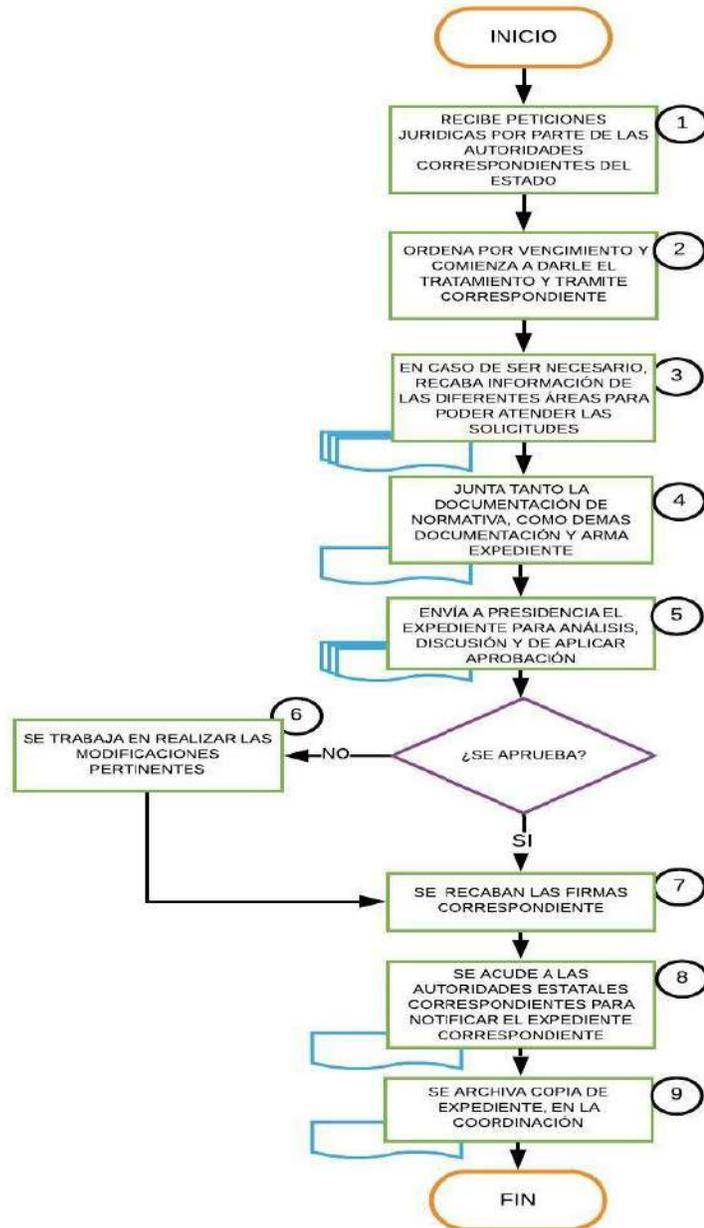 INICIO
1
RECIBE PETICIONES
JURIDICAS POR PARTE DE LAS
AUTORIDADES
CORRESPONDIENTES DEL
ESTADO
2
ORDENA POR VENCIMIENTO Y
COMIENZA A DARLE EL
TRATAMIENTO Y TRAMITE
CORRESPONDIENTE
3
EN CASO DE SER NECESARIO,
RECABA INFORMACIÓN DE
LAS DIFERENTES ÁREAS PARA
PODER ATENDER LAS
SOLICITUDES
4
JUNTA TANTO LA
DOCUMENTACIÓN DE
NORMATIVA, COMO DEMAS
DOCUMENTACIÓN Y ARMA
EXPEDIENTE
5
ENVÍA A PRESIDENCIA EL
EXPEDIENTE PARA ANÁLISIS,
DISCUSIÓN Y DE APLICAR
APROBACIÓN
¿SE APRUEBA?
NO
6
SE TRABAJA EN REALIZAR LAS
MODIFICACIONES
PERTINENTES
SI
7
SE RECABAN LAS FIRMAS
CORRESPONDIENTE
8
SE ACUDE A LAS
AUTORIDADES ESTATALES
CORRESPONDIENTES PARA
NOTIFICAR EL EXPEDIENTE
CORRESPONDIENTE
9
SE ARCHIVA COPIA DE
EXPEDIENTE, EN LA
COORDINACIÓN
FIN